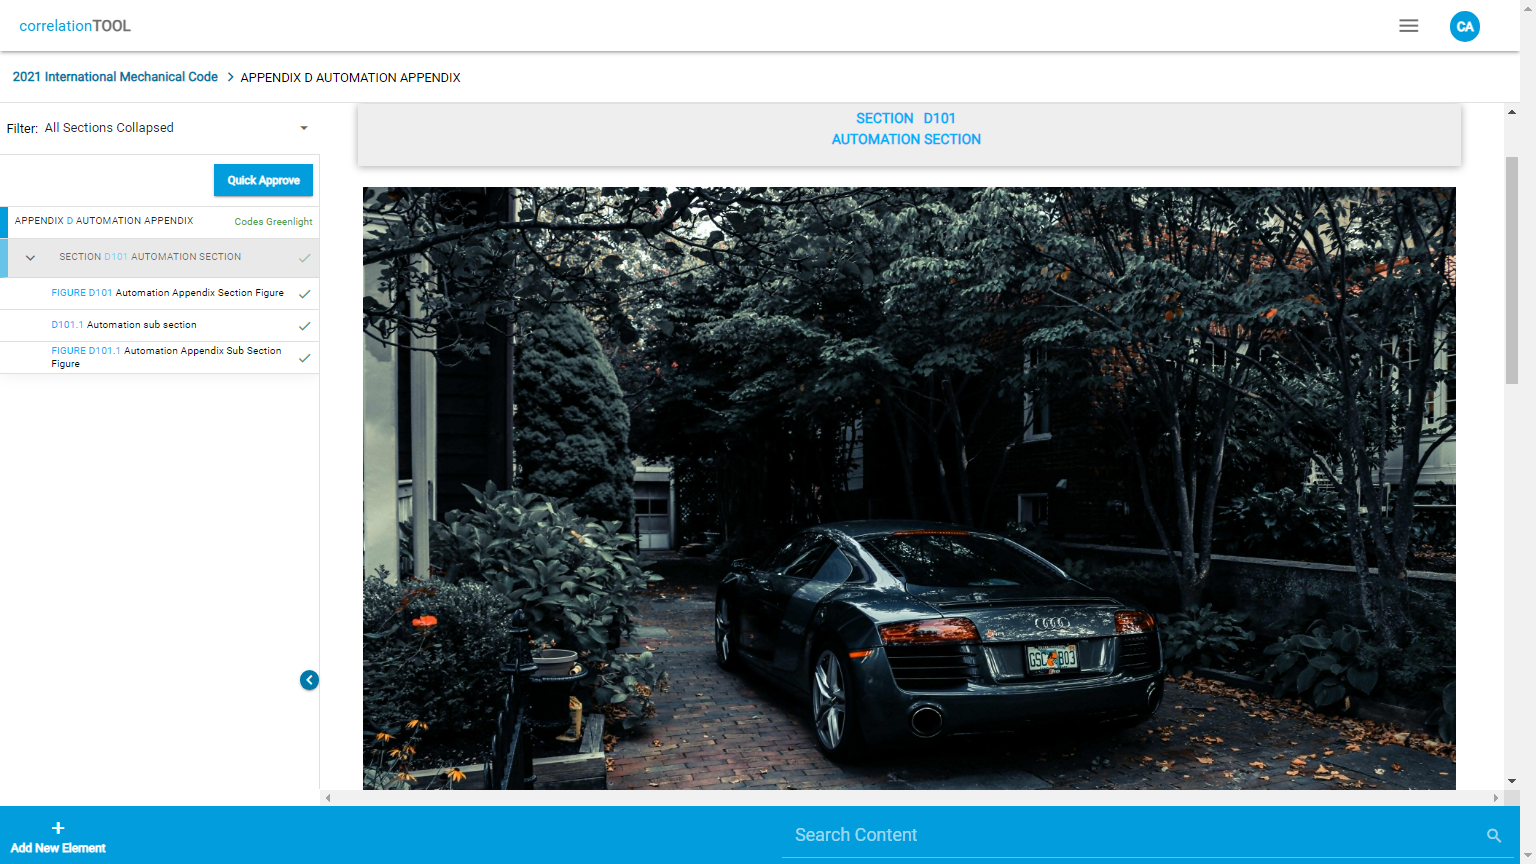 correlationTOOL
CA
2021 International Mechanical Code > APPENDIX D AUTOMATION APPENDIX
Filter: All Sections Collapsed
Quick Approve
APPENDIX D AUTOMATION APPENDIX Codes Greenlight
SECTION D101 AUTOMATION SECTION
FIGURE D101 Automation Appendix Section Figure
D101.1 Automation sub section
FIGURE D101.1 Automation Appendix Sub Section
Figure
SECTION D101
AUTOMATION SECTION
GSC B03
+
Add New Element
Search Content